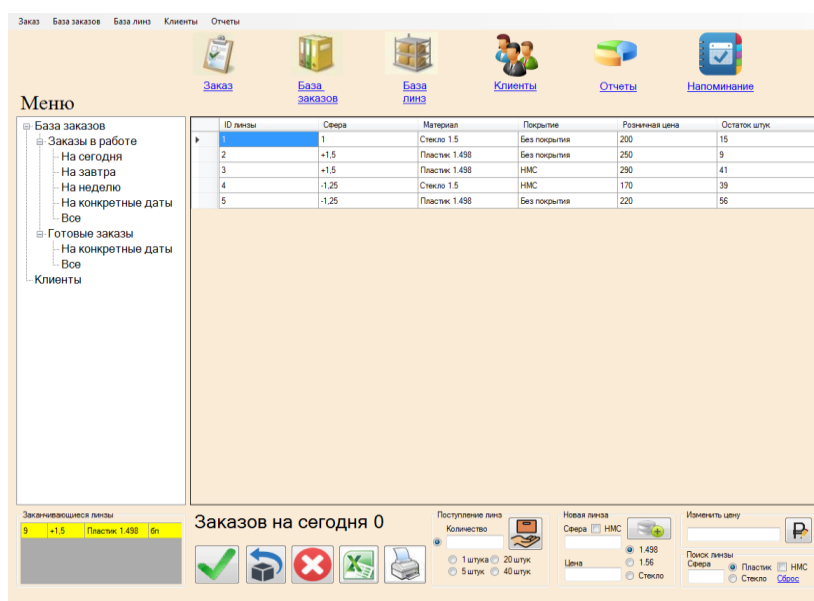 Заказ База заказов База линз Клиенты Отчеты
Заказ База заказов База линз Клиенты Отчеты Напоминание
Меню
База заказов
Заказы в работе
На сегодня
На завтра
На неделю
На конкретные даты
Все
Готовые заказы
На конкретные даты
Все
Клиенты
ID линзы Сфера Материал Покрытие Розничная цена Остаток штук
1 1 Стекло 1.5 Без покрытия 200 15
2 +1,5 Пластик 1.498 Без покрытия 250 9
3 +1,5 Пластик 1.498 НМС 290 41
4 -1,25 Стекло 1.5 НМС 170 39
5 -1,25 Пластик 1.498 Без покрытия 220 56
Заканчивающиеся линзы
9 +1,5 Пластик 1.498 бп
Заказов на сегодня 0
Поступление линз
Количество
1 штука 20 штук
5 штук 40 штук
Новая линза
Сфера НМС
1.498
Цена 1.56
Стекло
Изменить цену
Поиск линзы
Сфера Пластик НМС
Стекло Сброс